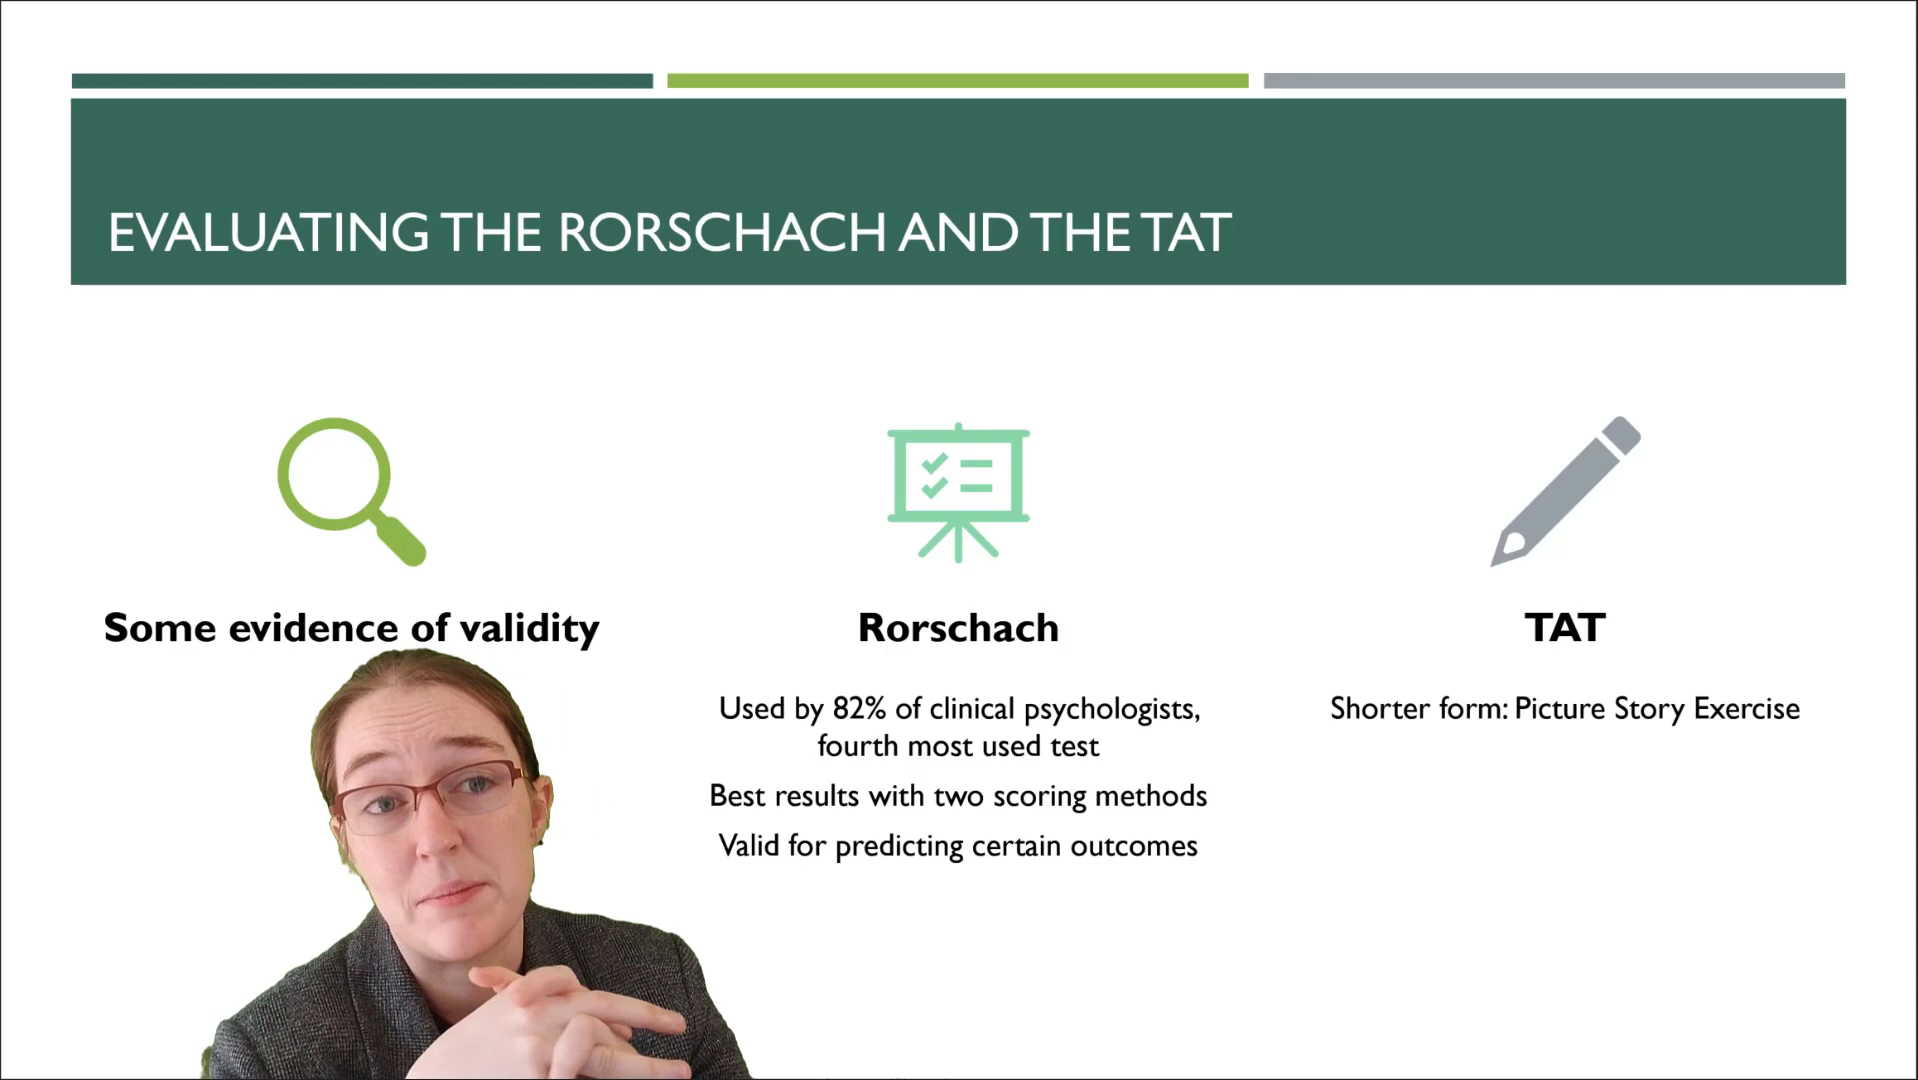 EVALUATING THE RORSCHACH AND THE TAT
Some evidence of validity
Rorschach
Used by 82% of clinical psychologists,
fourth most used test
Best results with two scoring methods
Valid for predicting certain outcomes
TAT
Shorter form: Picture Story Exercise